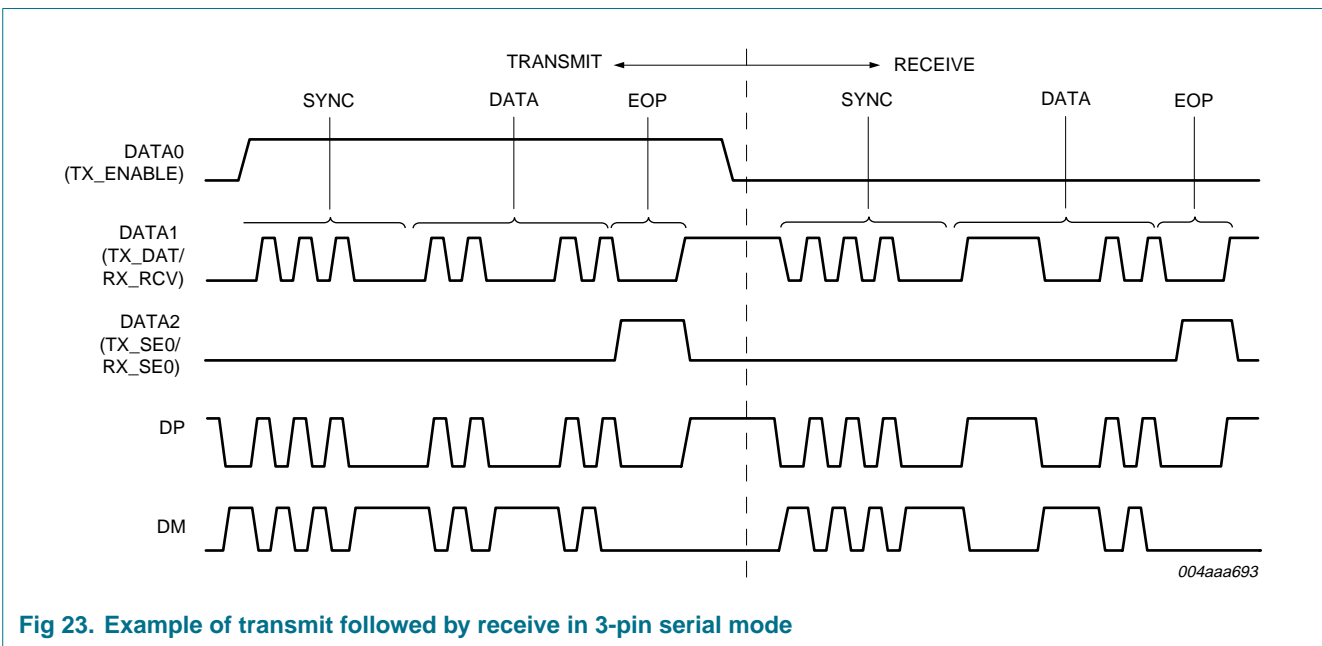 TRANSMIT
RECEIVE
SYNC
DATA
EOP
SYNC
DATA
EOP
DATA0
(TX_ENABLE)
DATA1
(TX_DAT/
RX_RCV)
DATA2
(TX_SE0/
RX_SE0)
DP
DM
004aaa693
Fig 23. Example of transmit followed by receive in 3-pin serial mode